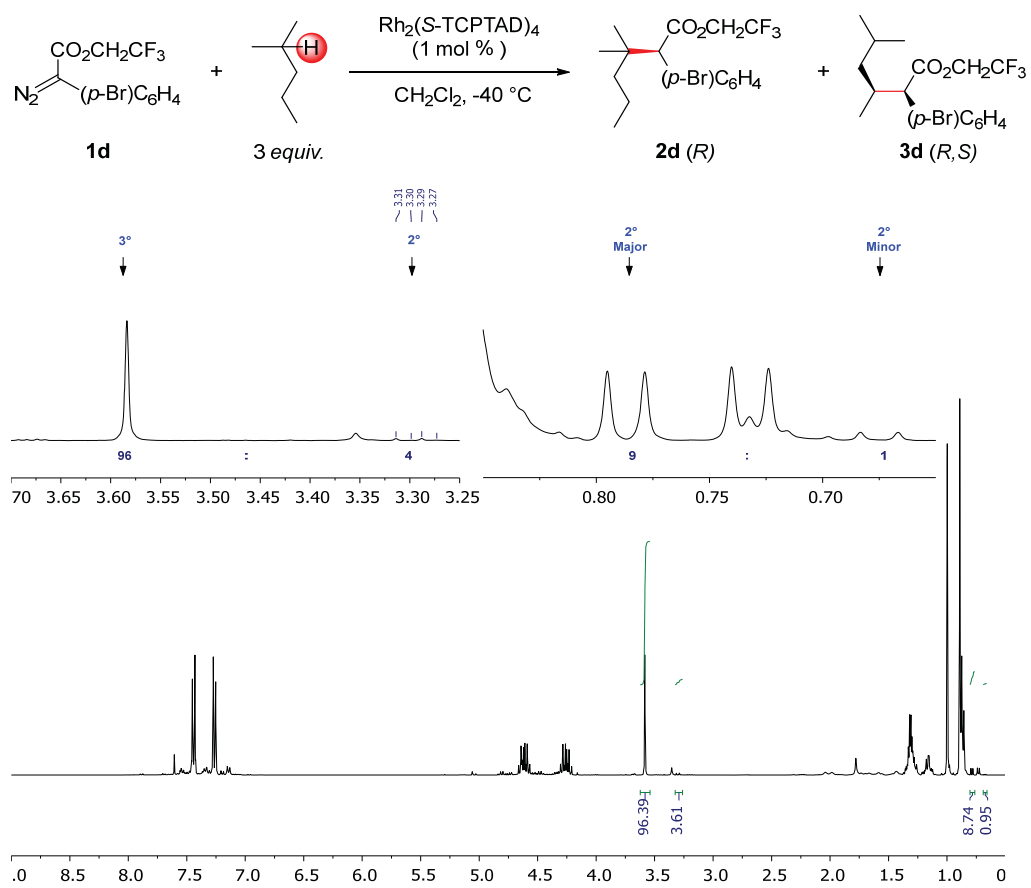 CO₂CH₂CF₃
N₂
(p-Br)C₆H₄
1d
+
H
3 equiv.
Rh₂(S-TCPTAD)₄
(1 mol % )
CH₂Cl₂, -40 °C
CO₂CH₂CF₃
(p-Br)C₆H₄
2d (R)
+
CO₂CH₂CF₃
(p-Br)C₆H₄
3d (R,S)
3.31 3.30 3.29 3.27
3° 2° 2° Major 2° Minor
96 : 4 9 : 1
70 3.65 3.60 3.55 3.50 3.45 3.40 3.35 3.30 3.25
0.80 0.75 0.70
96.39 3.61 8.74 0.95
.0 8.5 8.0 7.5 7.0 6.5 6.0 5.5 5.0 4.5 4.0 3.5 3.0 2.5 2.0 1.5 1.0 0